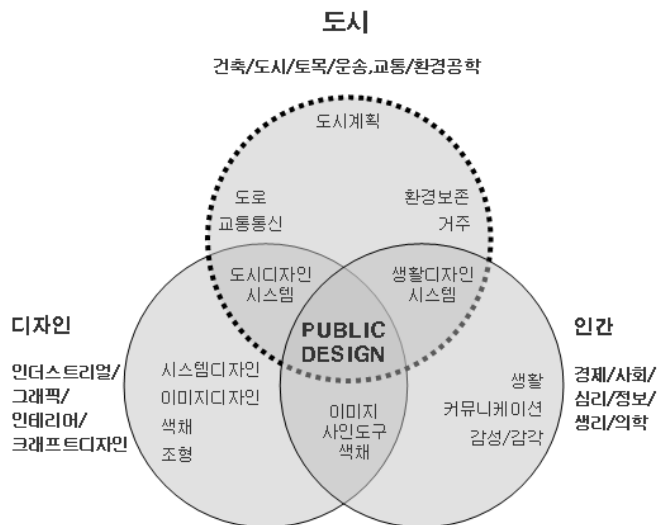 도시
건축/도시/토목/운송,교통/환경공학
도시계획
도로
교통통신
환경보존
거주
도시디자인
시스템
생활디자인
시스템
PUBLIC
DESIGN
디자인
인더스트리얼/
그래픽/
인테리어/
크래프트디자인
시스템디자인
이미지디자인
색채
조형
이미지
사인도구
색채
생활
커뮤니케이션
감성/감각
인간
경제/사회/
심리/정보/
생리/의학